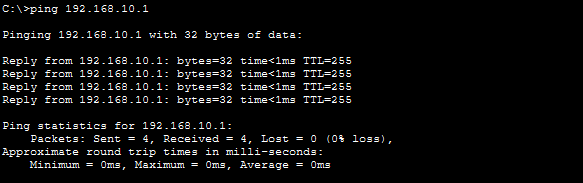 C:\>ping 192.168.10.1
Pinging 192.168.10.1 with 32 bytes of data:
Reply from 192.168.10.1: bytes=32 time<1ms TTL=255
Reply from 192.168.10.1: bytes=32 time<1ms TTL=255
Reply from 192.168.10.1: bytes=32 time<1ms TTL=255
Reply from 192.168.10.1: bytes=32 time<1ms TTL=255
Ping statistics for 192.168.10.1:
    Packets: Sent = 4, Received = 4, Lost = 0 (0% loss),
Approximate round trip times in milli-seconds:
    Minimum = 0ms, Maximum = 0ms, Average = 0ms